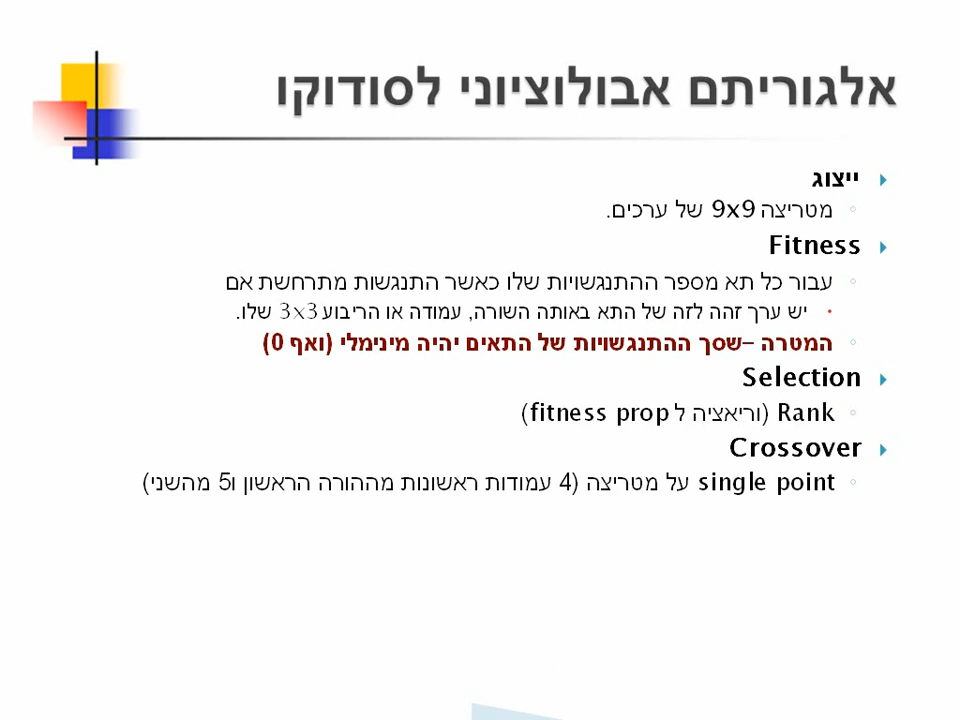 אלגוריתם אבולוציוני לסודוקו
ייצוג
מטריצה 9x9 של ערכים.
Fitness
עבור כל תא מספר ההתנגשויות שלו כאשר התנגשות מתרחשת אם
יש ערך זהה לזה של התא באותה השורה, עמודה או הריבוע 3x3 שלו.
המטרה –שסך ההתנגשויות של התאים יהיה מינימלי (ואף 0)
Selection
Rank (וריאציה ל fitness prop)
Crossover
single point על מטריצה (4 עמודות ראשונות מההורה הראשון ו5 מהשני)